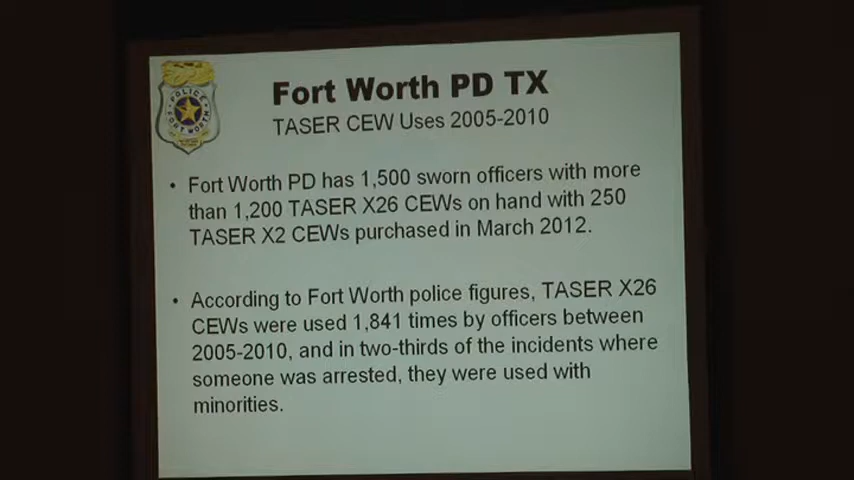 Fort Worth PD TX
TASER CEW Uses 2005-2010
POLICE
FORT WORTH
• Fort Worth PD has 1,500 sworn officers with more
than 1,200 TASER X26 CEWs on hand with 250
TASER X2 CEWs purchased in March 2012.
• According to Fort Worth police figures, TASER X26
CEWs were used 1,841 times by officers between
2005-2010, and in two-thirds of the incidents where
someone was arrested, they were used with
minorities.